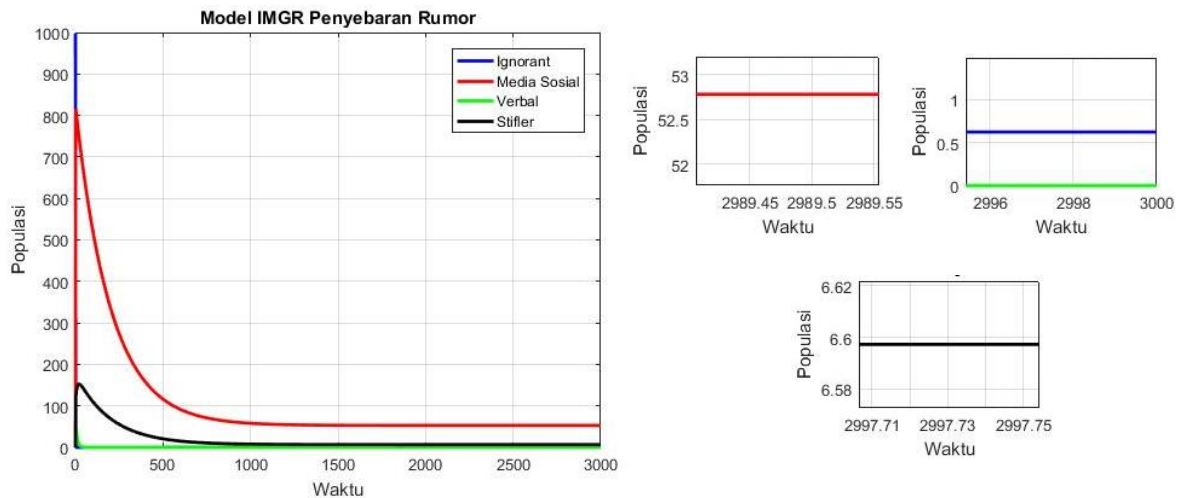 Model IMGR Penyebaran Rumor
Populasi
1000
900
800
700
600
500
400
300
200
100
0
0 500 1000 1500 2000 2500 3000
Waktu
Ignorant
Media Sosial
Verbal
Stifler
Populasi
53
52.5
52
2989.45 2989.5 2989.55
Waktu
Populasi
1
0.5
0
2996 2998 3000
Waktu
Populasi
6.62
6.6
6.58
2997.71 2997.73 2997.75
Waktu